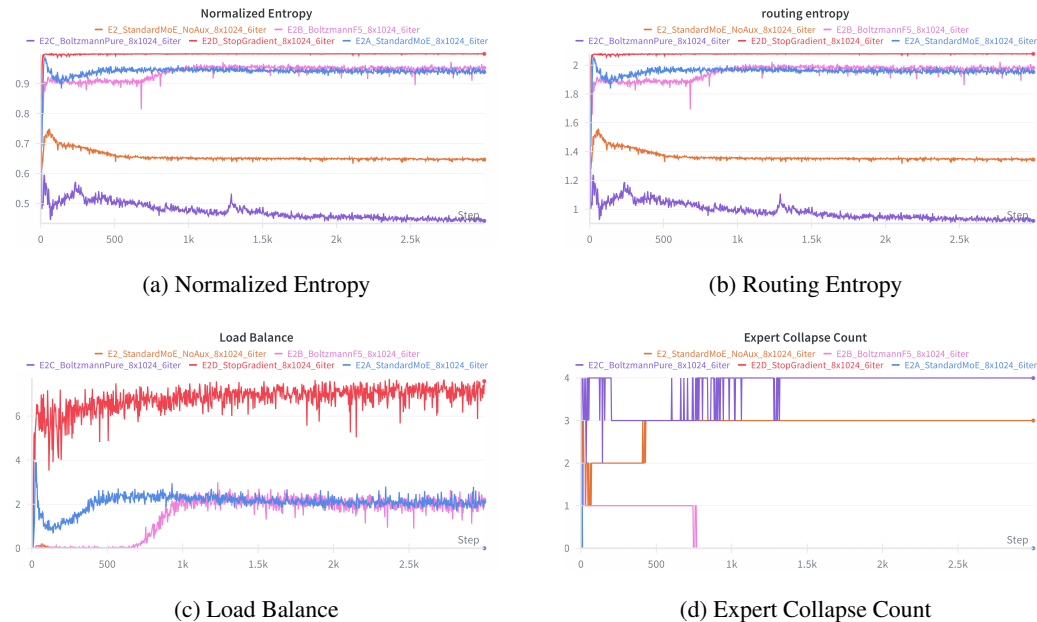 Normalized Entropy
E2_StandardMoE_NoAux_8x1024_6iter E2B_BoltzmannF5_8x1024_6iter
E2C_BoltzmannPure_8x1024_6iter E2D_StopGradient_8x1024_6iter E2A_StandardMoE_8x1024_6iter
0.9
0.8
0.7
0.6
0.5
Step
0 500 1k 1.5k 2k 2.5k
(a) Normalized Entropy
routing entropy
E2_StandardMoE_NoAux_8x1024_6iter E2B_BoltzmannF5_8x1024_6iter
E2C_BoltzmannPure_8x1024_6iter E2D_StopGradient_8x1024_6iter E2A_StandardMoE_8x1024_6iter
2
1.8
1.6
1.4
1.2
1
Step
0 500 1k 1.5k 2k 2.5k
(b) Routing Entropy
Load Balance
E2_StandardMoE_NoAux_8x1024_6iter E2B_BoltzmannF5_8x1024_6iter
E2C_BoltzmannPure_8x1024_6iter E2D_StopGradient_8x1024_6iter E2A_StandardMoE_8x1024_6iter
6
4
2
0
Step
0 500 1k 1.5k 2k 2.5k
(c) Load Balance
Expert Collapse Count
E2_StandardMoE_NoAux_8x1024_6iter E2B_BoltzmannF5_8x1024_6iter
E2C_BoltzmannPure_8x1024_6iter E2D_StopGradient_8x1024_6iter E2A_StandardMoE_8x1024_6iter
4
3
2
1
0
Step
0 500 1k 1.5k 2k 2.5k
(d) Expert Collapse Count